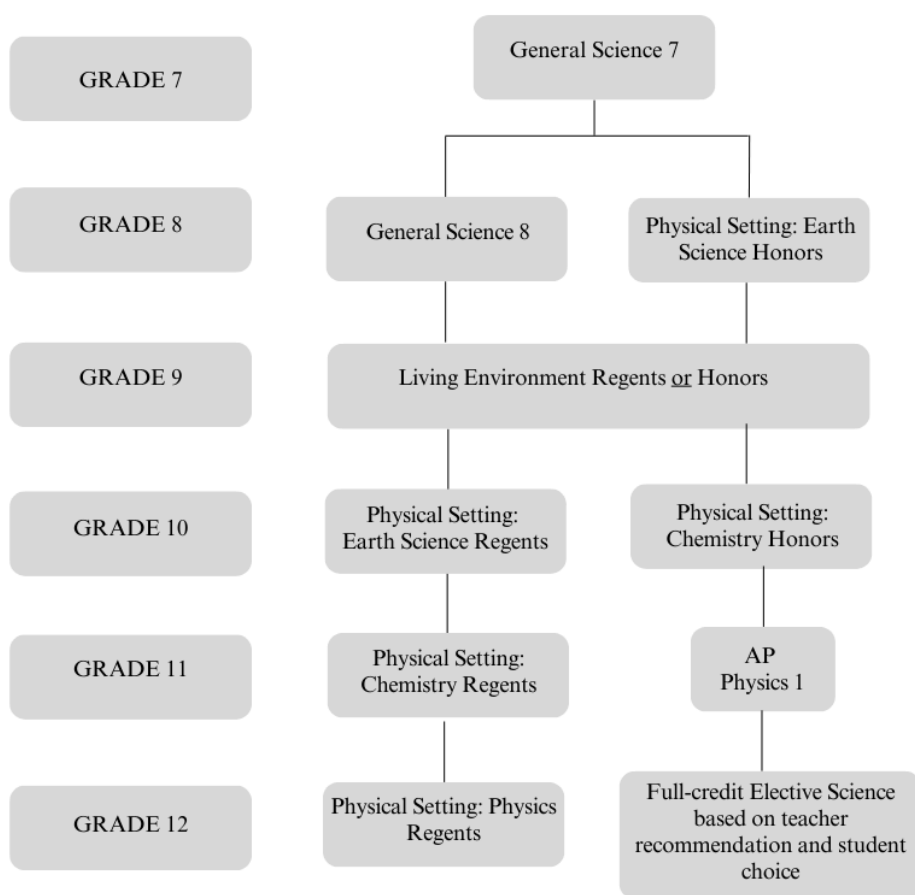 GRADE 7
General Science 7
GRADE 8
General Science 8
Physical Setting: Earth
Science Honors
GRADE 9
Living Environment Regents or Honors
GRADE 10
Physical Setting:
Earth Science Regents
Physical Setting:
Chemistry Honors
GRADE 11
Physical Setting:
Chemistry Regents
AP
Physics 1
GRADE 12
Physical Setting: Physics
Regents
Full-credit Elective Science
based on teacher
recommendation and student
choice